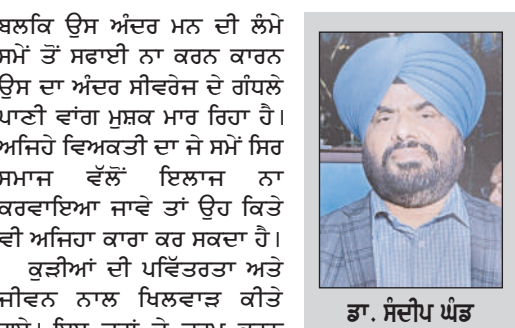 ਬਲਕਿ ਉਸ ਅੰਦਰ ਮਨ ਦੀ ਲੰਮੇ
ਸਮੇਂ ਤੋਂ ਸਫਾਈ ਨਾ ਕਰਨ ਕਾਰਨ
ਉਸ ਦਾ ਅੰਦਰ ਸੀਵਰੇਜ ਦੇ ਗੰਧਲੇ
ਪਾਣੀ ਵਾਂਗ ਮੁਸ਼ਕ ਮਾਰ ਰਿਹਾ ਹੈ।
ਅਜਿਹੇ ਵਿਅਕਤੀ ਦਾ ਜੇ ਸਮੇਂ ਸਿਰ
ਸਮਾਜ ਵੱਲੋਂ ਇਲਾਜ ਨਾ
ਕਰਵਾਇਆ ਜਾਵੇ ਤਾਂ ਉਹ ਕਿਤੇ
ਵੀ ਅਜਿਹਾ ਕਾਰਾ ਕਰ ਸਕਦਾ ਹੈ।
ਕੁੜੀਆਂ ਦੀ ਪਵਿੱਤਰਤਾ ਅਤੇ
ਜੀਵਨ ਨਾਲ ਖਿਲਵਾੜ ਕੀਤੇ
ਡਾ. ਸੰਦੀਪ ਘੰਡ